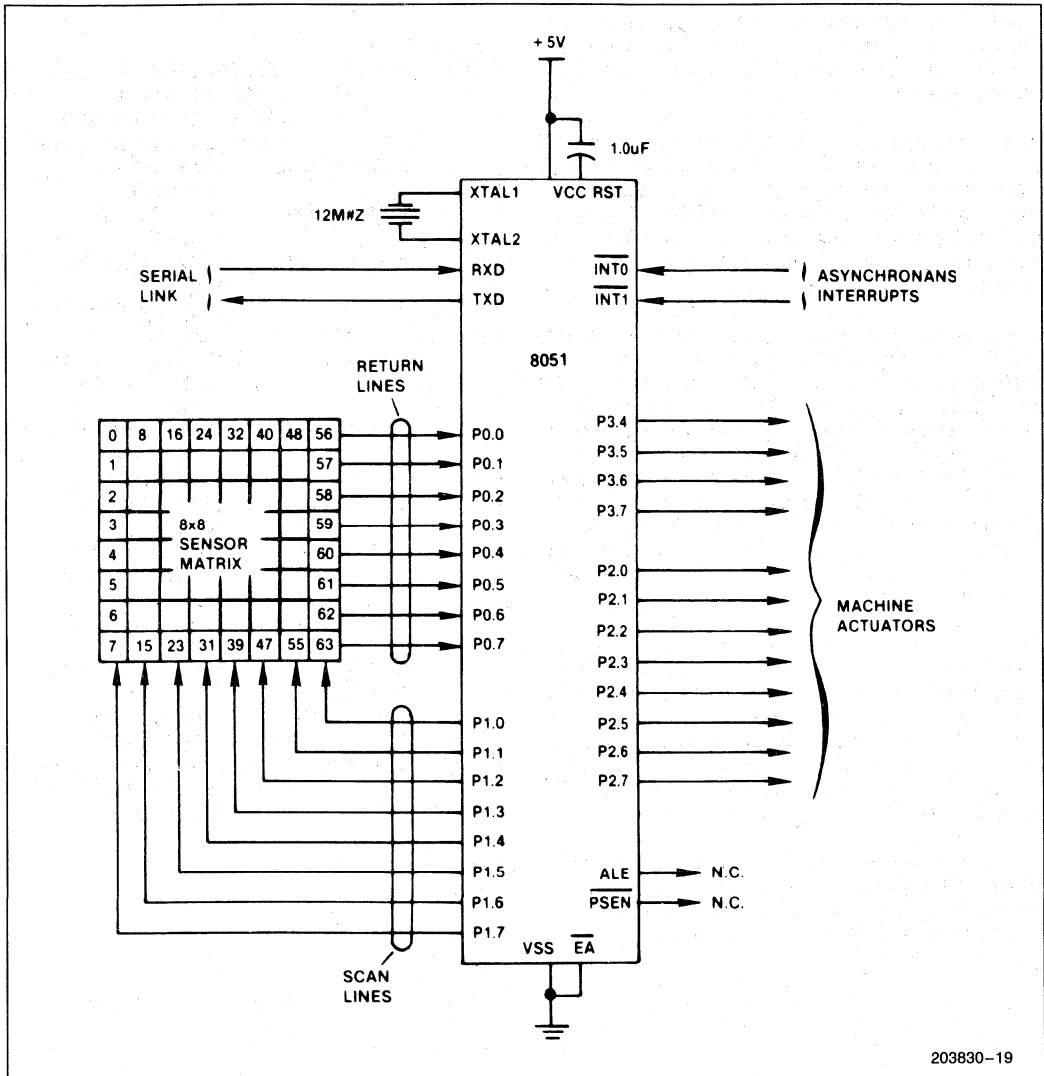 + 5V
1.0uF
XTAL1
VCC RST
12M#Z
XTAL2
SERIAL
LINK
RXD
TXD
INT0
INT1
ASYNCHRONANS
INTERRUPTS
8051
RETURN
LINES
0 8 16 24 32 40 48 56
1 57
2 58
3 59
4 60
5 61
6 62
7 15 23 31 39 47 55 63
8x8
SENSOR
MATRIX
P0.0
P0.1
P0.2
P0.3
P0.4
P0.5
P0.6
P0.7
P1.0
P1.1
P1.2
P1.3
P1.4
P1.5
P1.6
P1.7
SCAN
LINES
P3.4
P3.5
P3.6
P3.7
P2.0
P2.1
P2.2
P2.3
P2.4
P2.5
P2.6
P2.7
MACHINE
ACTUATORS
ALE N.C.
PSEN N.C.
VSS EA
203830-19